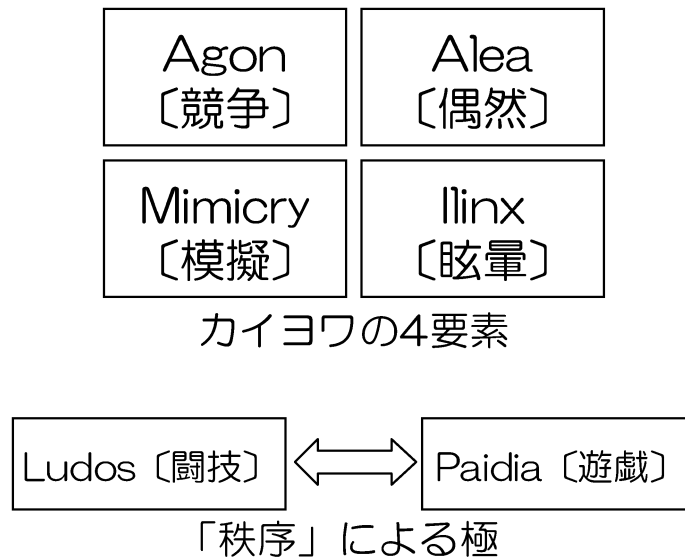 Agon
〔競争〕
Alea
〔偶然〕
Mimicry
〔模擬〕
Ilinx
〔眩暈〕
カイヨワの4要素
Ludos〔闘技〕
Paidia〔遊戯〕
「秩序」による極